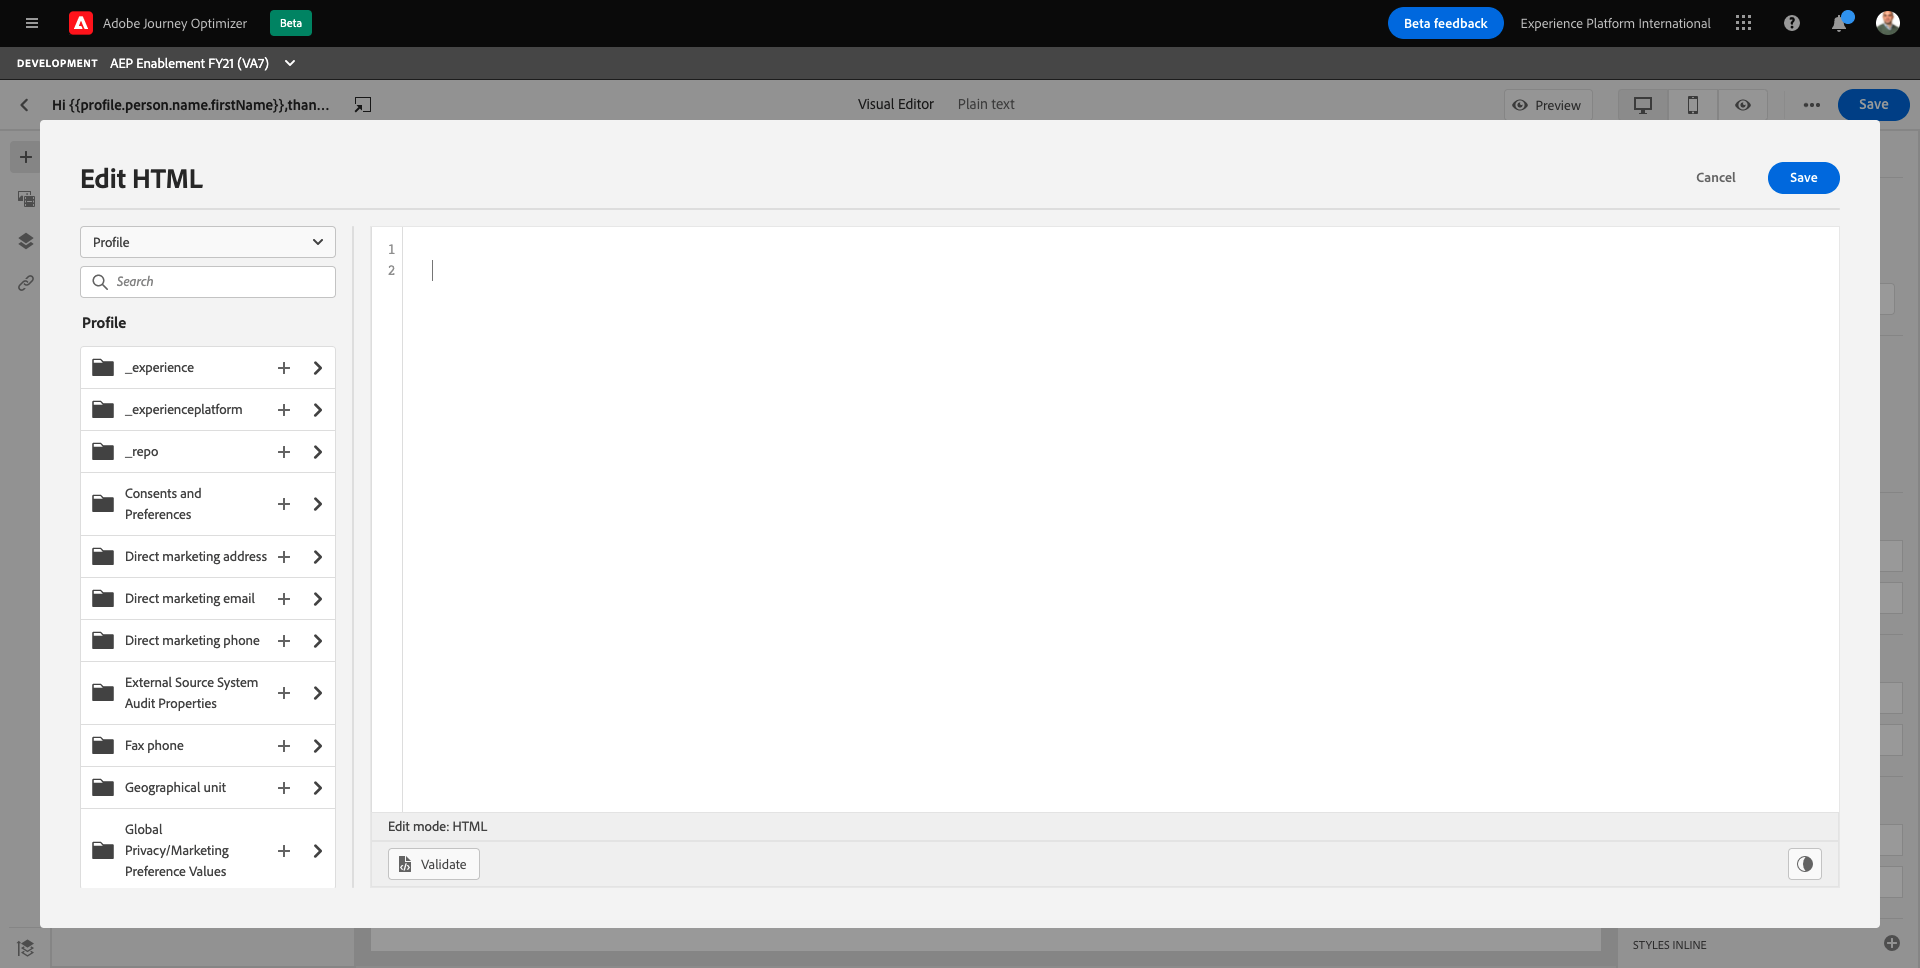 Adobe Journey Optimizer
Beta
Beta feedback
Experience Platform International
DEVELOPMENT
AEP Enablement FY21 (VA7)
Hi {{profile.person.name.firstName}},than...
Visual Editor
Plain text
Preview
Save
Edit HTML
Cancel
Save
Profile
Search
Profile
_experience
_experienceplatform
_repo
Consents and
Preferences
Direct marketing address
Direct marketing email
Direct marketing phone
External Source System
Audit Properties
Fax phone
Geographical unit
Global
Privacy/Marketing
Preference Values
1
2
Edit mode: HTML
Validate
STYLES INLINE